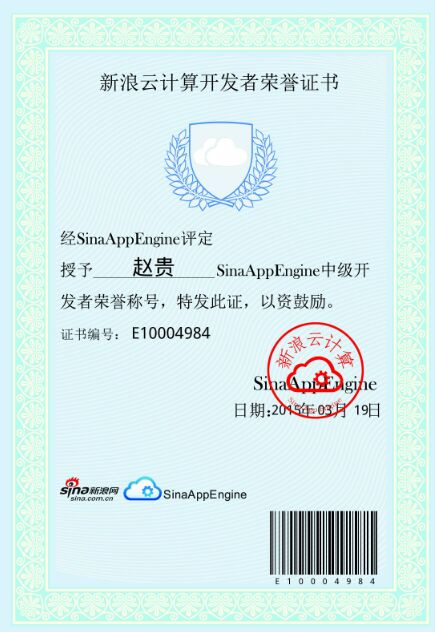 新浪云计算开发者荣誉证书
经SinaAppEngine评定
授予 赵贵 SinaAppEngine中级开
发者荣誉称号，特发此证，以资鼓励。
证书编号： E10004984
新浪云计算
SinaAppEngine
SinaAppEngine
日期:2015年 03月 19日
sina新浪网
sina.com.cn
SinaAppEngine
E10004984